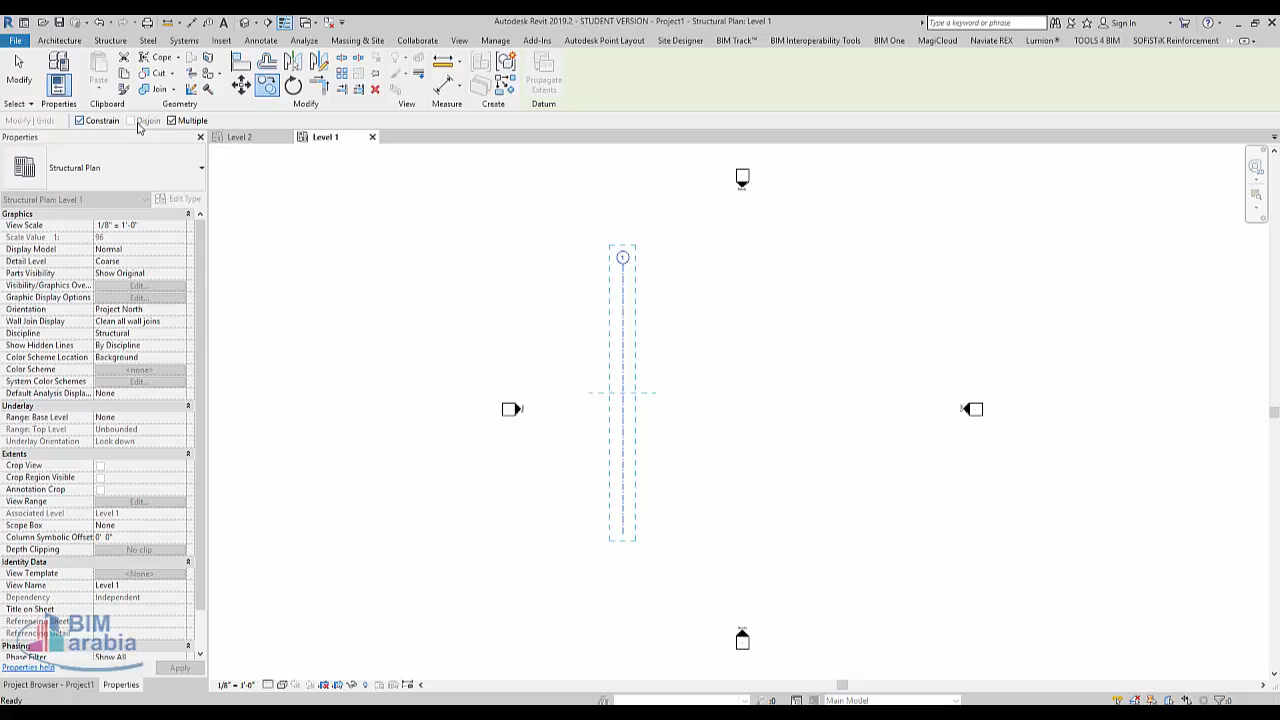 Autodesk Revit 2019.2 - STUDENT VERSION - Project1 - Structural Plan: Level 1
Type a keyword or phrase
Sign In
File Architecture Structure Steel Systems Insert Annotate Analyze Massing & Site Collaborate View Manage Add-Ins Autodesk Point Layout Site Designer BIM Track™ BIM Interoperability Tools BIM One MagiCloud Naviate REX Lumion® TOOLS 4 BIM SOFiSTiK Reinforcement
Modify Paste Cope Cut Join Propagate Extents
Select Properties Clipboard Geometry Modify View Measure Create Datum
Modify | Grids Constrain Disjoin Multiple
Properties
Level 2 Level 1
Structural Plan
Structural Plan: Level 1 Edit Type
Graphics
View Scale 1/8" = 1'-0"
Scale Value 1: 96
Display Model Normal
Detail Level Coarse
Parts Visibility Show Original
Visibility/Graphics Ove... Edit...
Graphic Display Options Edit...
Orientation Project North
Wall Join Display Clean all wall joins
Discipline Structural
Show Hidden Lines By Discipline
Color Scheme Location Background
Color Scheme <none>
System Color Schemes Edit...
Default Analysis Displa... None
Underlay
Range: Base Level None
Range: Top Level Unbounded
Underlay Orientation Look down
Extents
Crop View
Crop Region Visible
Annotation Crop
View Range Edit...
Associated Level Level 1
Scope Box None
Column Symbolic Offset 0' 0"
Depth Clipping No clip
Identity Data
View Template <None>
View Name Level 1
Dependency Independent
Title on Sheet
Referencing Sheet
Referencing Detail
Phasing
Phase Filter Show All
BIM
arabia
Properties help Apply
Project Browser - Project1 Properties
1/8" = 1'-0"
Ready
:0 Main Model :0
1